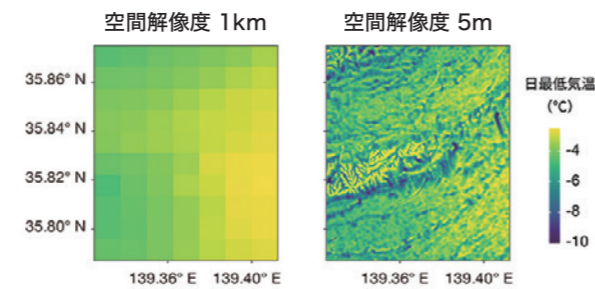 空間解像度 1km
空間解像度 5m
35.86° N
35.84° N
35.82° N
35.80° N
139.36° E
139.40° E
139.36° E
139.40° E
日最低気温
(℃)
-4
-6
-8
-10